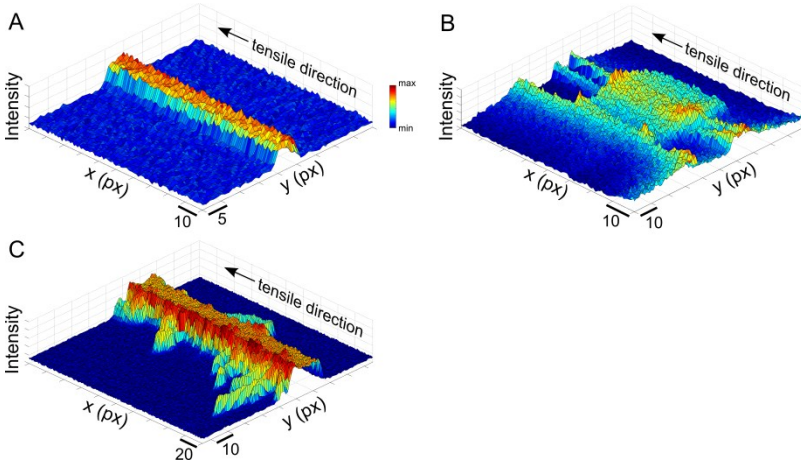 A
tensile direction
Intensity
max
min
x (px)
y (px)
10
5
B
tensile direction
Intensity
x (px)
y (px)
10
10
C
tensile direction
Intensity
x (px)
y (px)
20
10